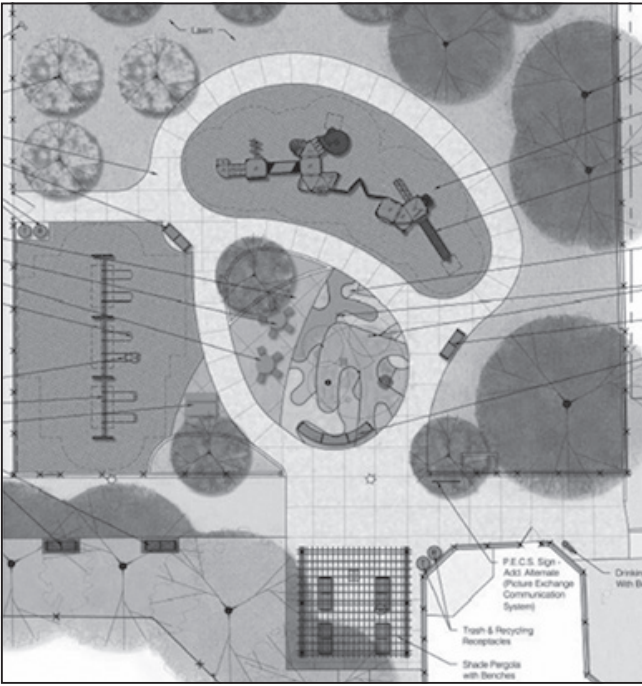 Lawn
P.E.C.S. Sign -
Add. Alternate
(Picture Exchange
Communication
System)
Drinkin
With B
Trash & Recycling
Receptacles
Shade Pergola
with Benches